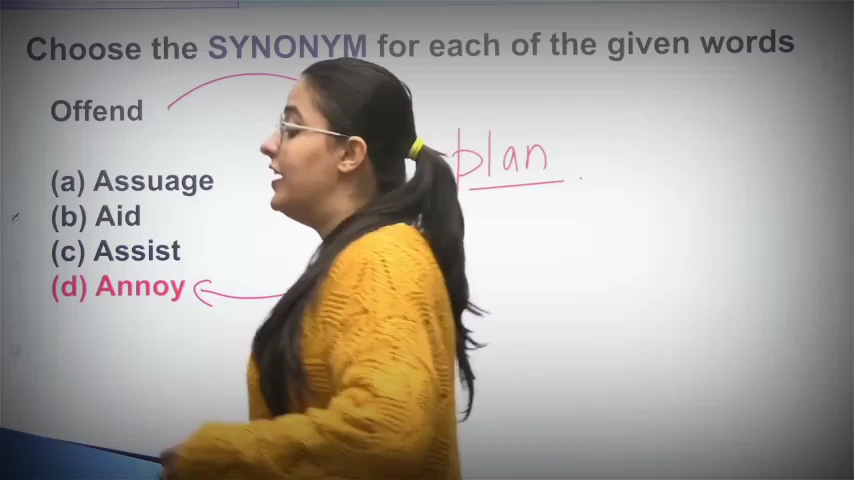 Choose the SYNONYM for each of the given words
Offend
plan
(a) Assuage
(b) Aid
(c) Assist
(d) Annoy